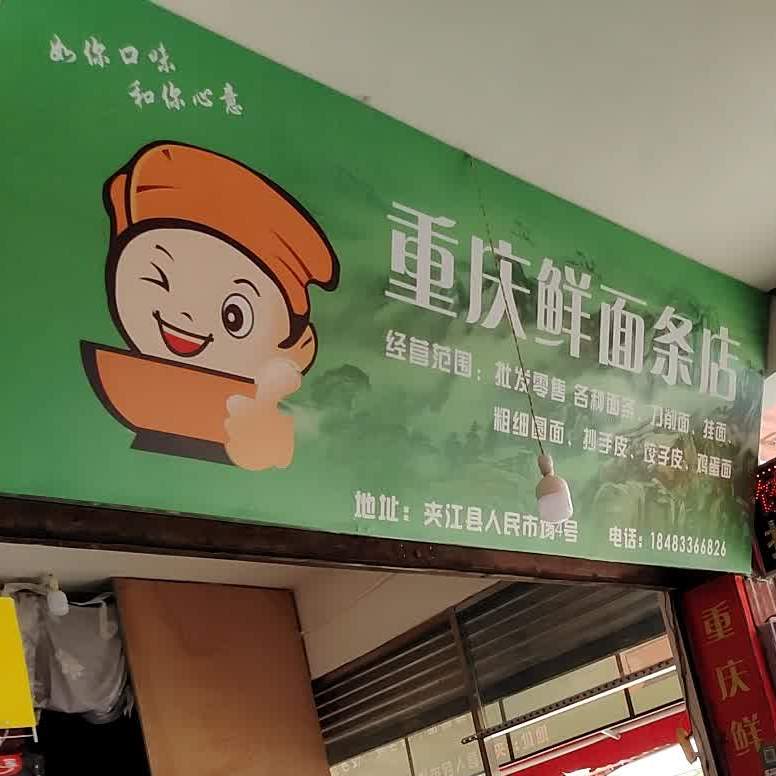 如你口味
和你心意
重庆鲜面条店
经营范围：批发零售 各种面条、刀削面、挂面、
粗细圆面、抄手皮、饺子皮、鸡蛋面
地址：夹江县人民市场4号 电话：18483366826
重庆鲜